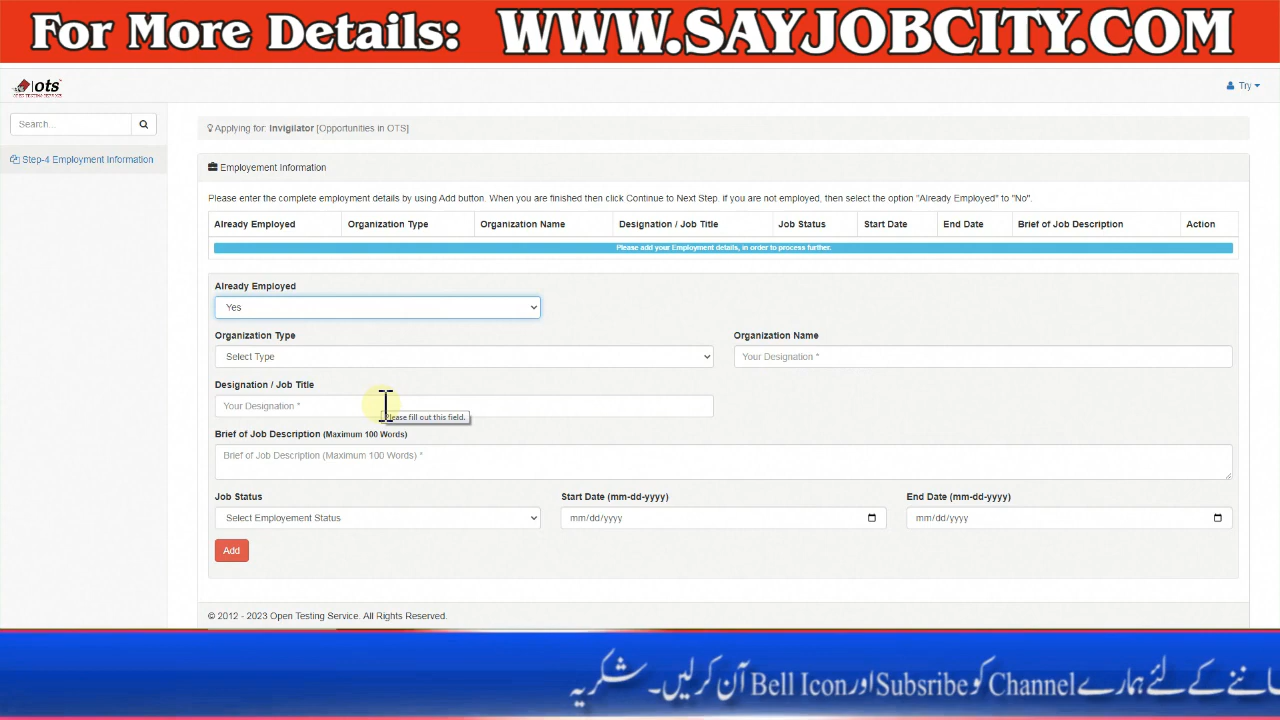 For More Details: WWW.SAYJOBCITY.COM
ots
Try
Search...
Applying for: Invigilator [Opportunities in OTS]
Step-4 Employment Information
Employement Information
Please enter the complete employment details by using Add button. When you are finished then click Continue to Next Step. if you are not employed, then select the option "Already Employed" to "No".
Already Employed Organization Type Organization Name Designation / Job Title Job Status Start Date End Date Brief of Job Description Action
Please add your Employment details, in order to process further.
Already Employed
Yes
Organization Type Organization Name
Select Type Your Designation *
Designation / Job Title
Your Designation *
Please fill out this field.
Brief of Job Description (Maximum 100 Words)
Brief of Job Description (Maximum 100 Words) *
Job Status Start Date (mm-dd-yyyy) End Date (mm-dd-yyyy)
Select Employement Status mm/dd/yyyy mm/dd/yyyy
Add
© 2012 - 2023 Open Testing Service. All Rights Reserved.
کے لئے ہمارے Channel کو Subsribe اور Bell Icon آن کرلیں۔ شکریہ